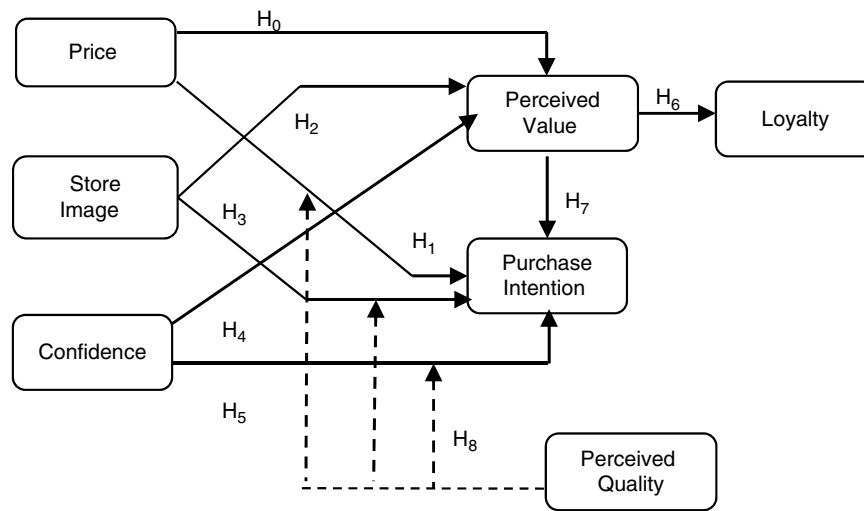 H0
Price
Perceived
Value
H6
Loyalty
H2
Store
Image
H3
H7
H1
Purchase
Intention
H4
Confidence
H5
H8
Perceived
Quality